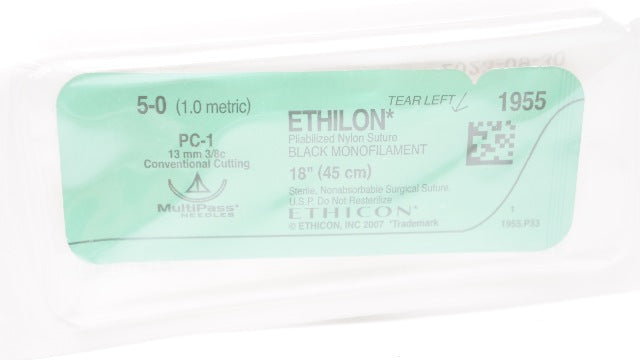 5-0 (1.0 metric)
PC-1
13 mm 3/8c
Conventional Cutting
MultiPass*
NEEDLES
TEAR LEFT
1955
ETHILON*
Pliabilized Nylon Suture
BLACK MONOFILAMENT
18" (45 cm)
Sterile, Nonabsorbable Surgical Suture,
U.S.P. Do Not Resterilize
ETHICON*
© ETHICON, INC 2007 *Trademark
1
1955.P33